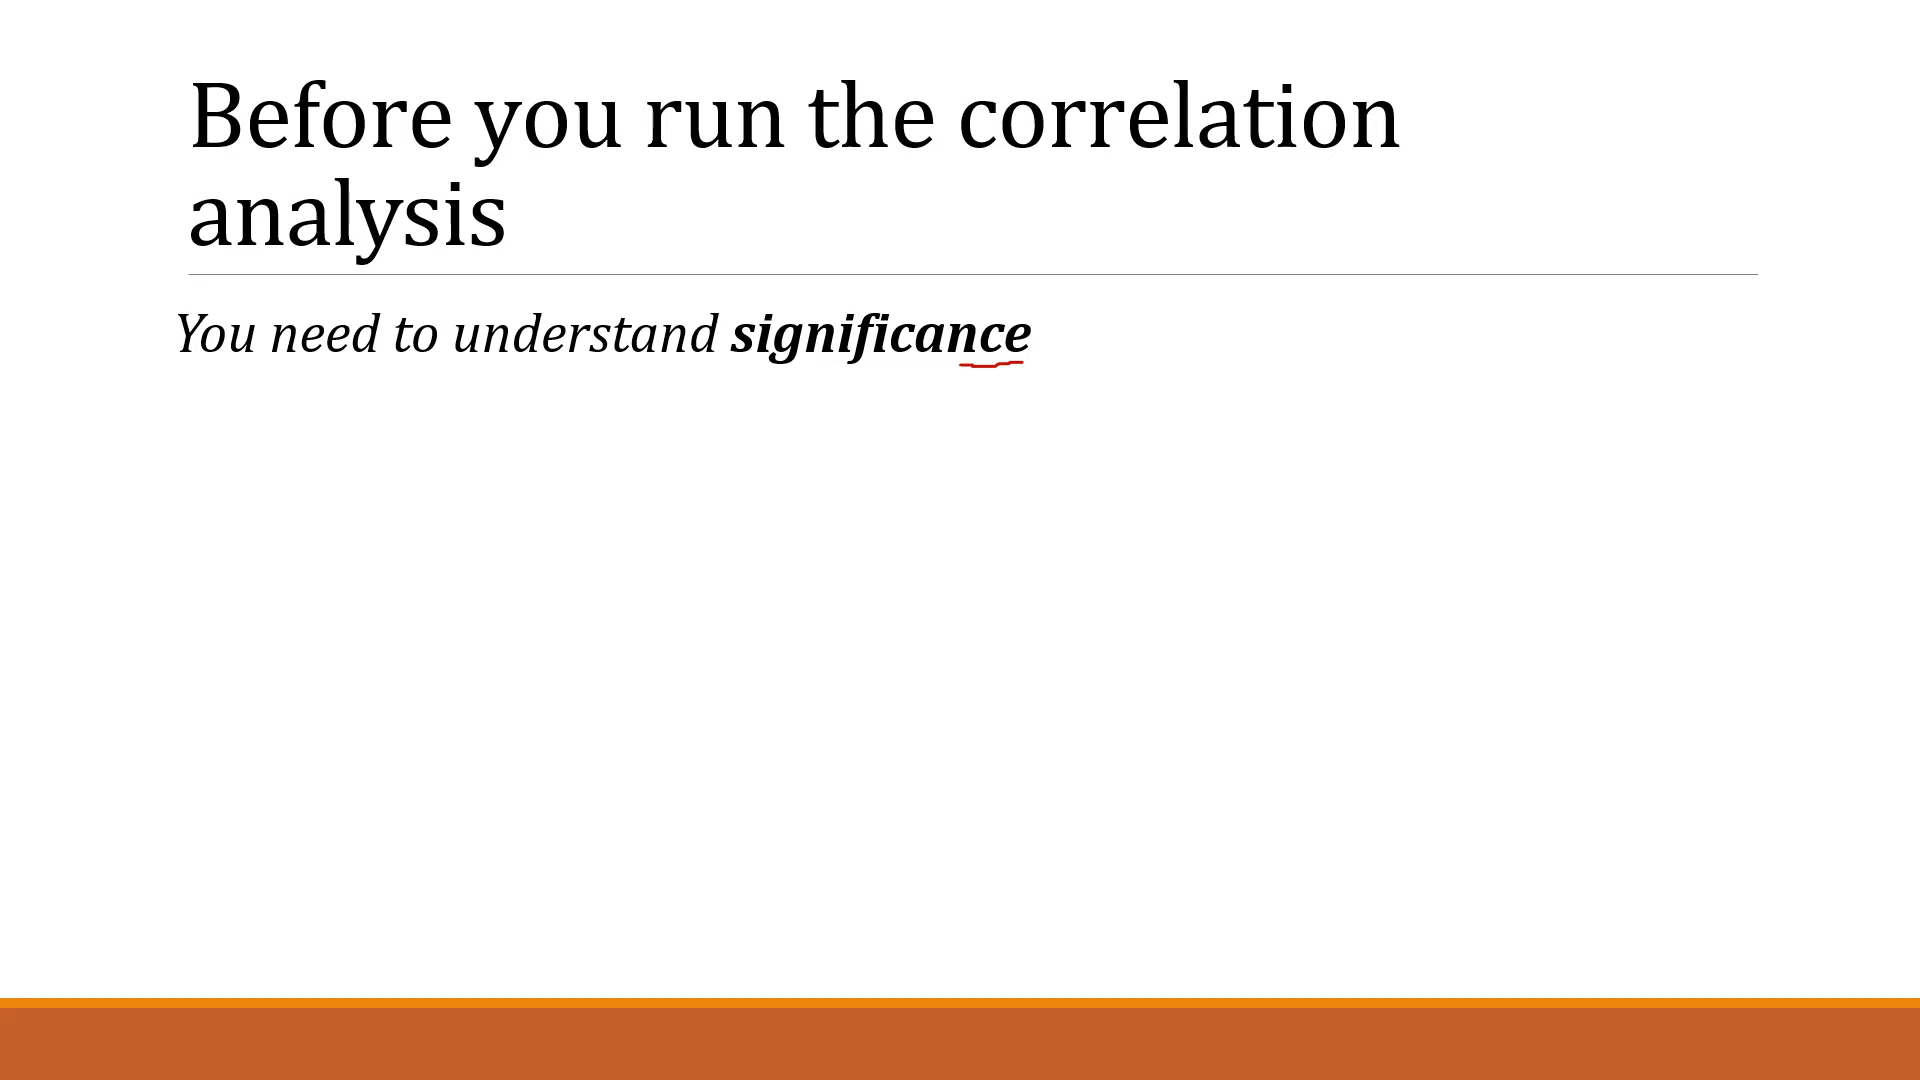 Before you run the correlation
analysis
You need to understand significance